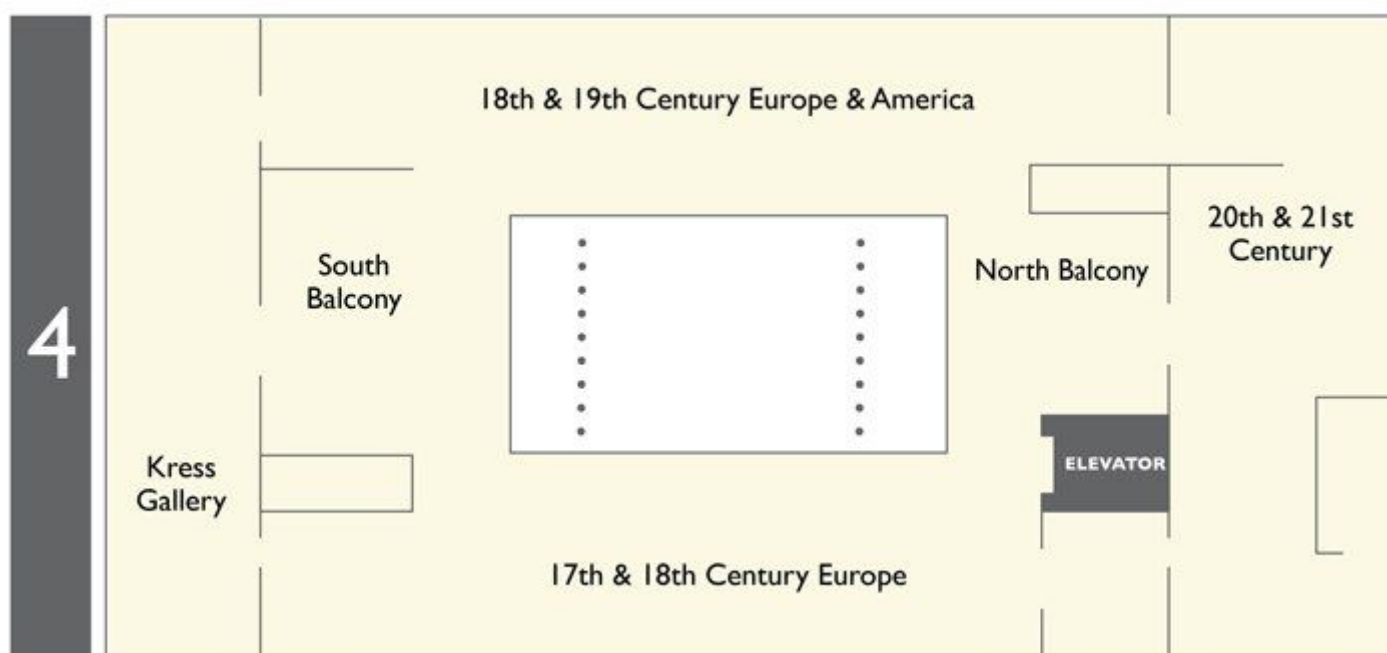 4
18th & 19th Century Europe & America
South
Balcony
North Balcony
20th & 21st
Century
Kress
Gallery
ELEVATOR
17th & 18th Century Europe